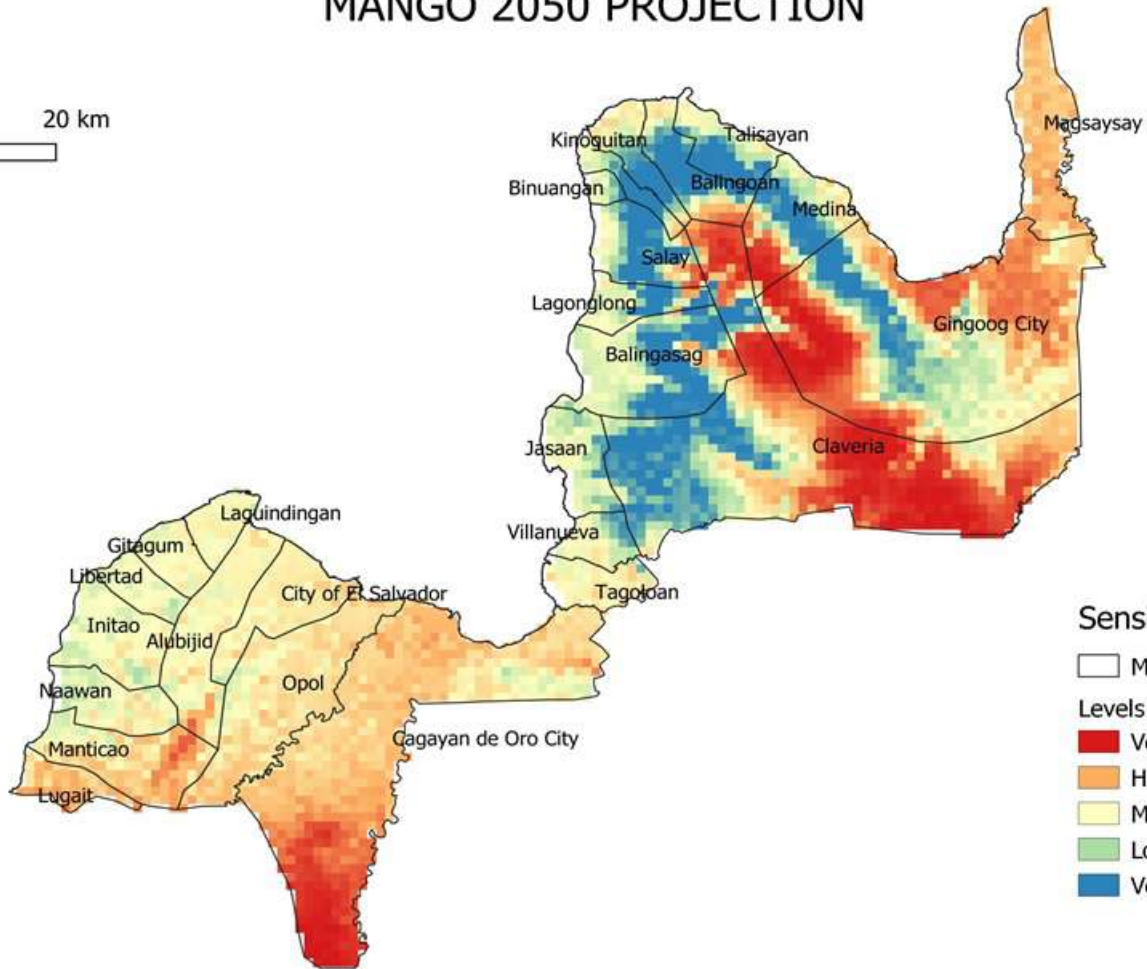 MANGO 2050 PROJECTION
20 km
Magsaysay
Kinoguitan
Talisayan
Binuangan
Balingoan
Medina
Salay
Lagonglong
Gingoog City
Balingasag
Jasaan
Claveria
Laguindingan
Villanueva
Gitagum
Libertad
City of El Salvador
Tagoloan
Initao
Alubijid
Sens
M
Naawan
Opol
Levels
Cagayan de Oro City
V
Manticao
H
Lugait
M
Lo
V